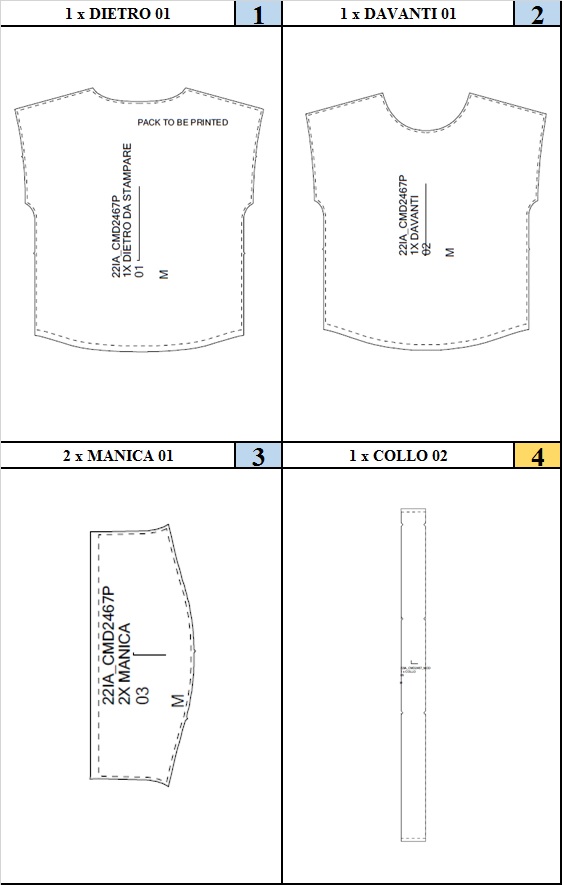 1 x DIETRO 01
1
1 x DAVANTI 01
2
PACK TO BE PRINTED
22IA_CMD2467P
1X DIETRO DA STAMPARE
01
M
22IA_CMD2467P
1X DAVANTI
02
M
2 x MANICA 01
3
1 x COLLO 02
4
22IA_CMD2467P
2X MANICA
03
M